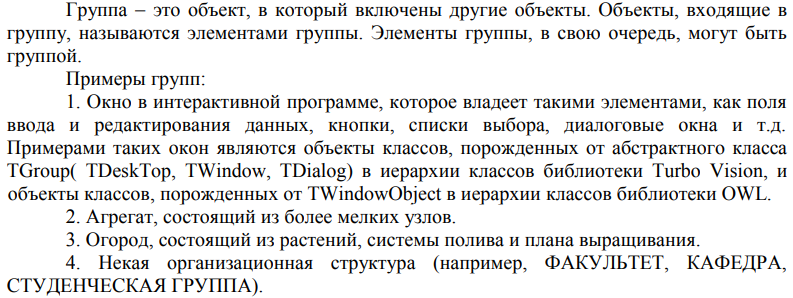 Группа – это объект, в который включены другие объекты. Объекты, входящие в
группу, называются элементами группы. Элементы группы, в свою очередь, могут быть
группой.
Примеры групп:
1. Окно в интерактивной программе, которое владеет такими элементами, как поля
ввода и редактирования данных, кнопки, списки выбора, диалоговые окна и т.д.
Примерами таких окон являются объекты классов, порожденных от абстрактного класса
TGroup( TDeskTop, TWindow, TDialog) в иерархии классов библиотеки Turbo Vision, и
объекты классов, порожденных от TWindowObject в иерархии классов библиотеки OWL.
2. Агрегат, состоящий из более мелких узлов.
3. Огород, состоящий из растений, системы полива и плана выращивания.
4. Некая организационная структура (например, ФАКУЛЬТЕТ, КАФЕДРА,
СТУДЕНЧЕСКАЯ ГРУППА).